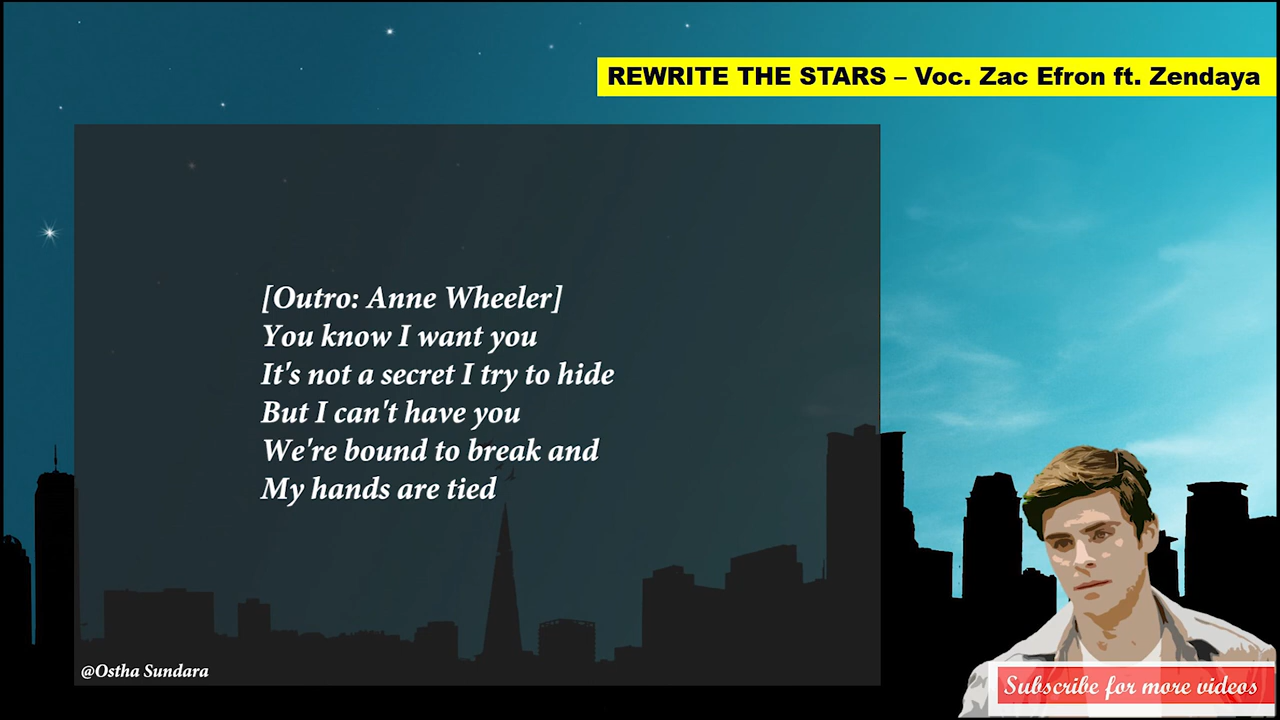 REWRITE THE STARS – Voc. Zac Efron ft. Zendaya
[Outro: Anne Wheeler]
You know I want you
It's not a secret I try to hide
But I can't have you
We're bound to break and
My hands are tied
@Ostha Sundara
Subscribe for more videos